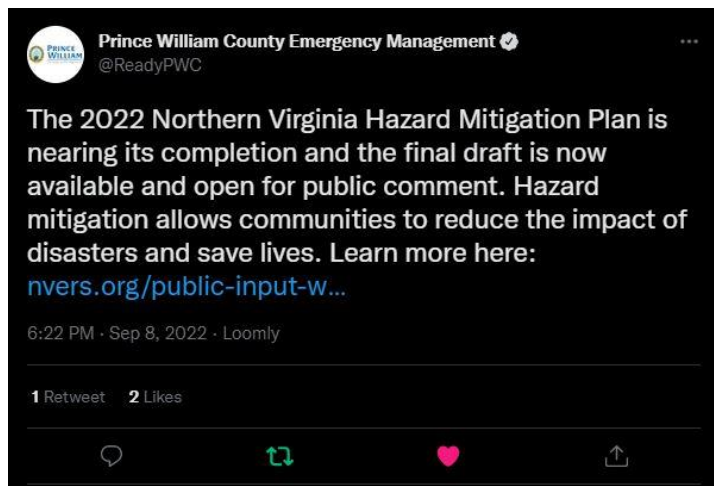 PRINCE
WILLIAM
Prince William County Emergency Management
@ReadyPWC
The 2022 Northern Virginia Hazard Mitigation Plan is
nearing its completion and the final draft is now
available and open for public comment. Hazard
mitigation allows communities to reduce the impact of
disasters and save lives. Learn more here:
nvers.org/public-input-w...
6:22 PM · Sep 8, 2022 · Loomly
1 Retweet 2 Likes